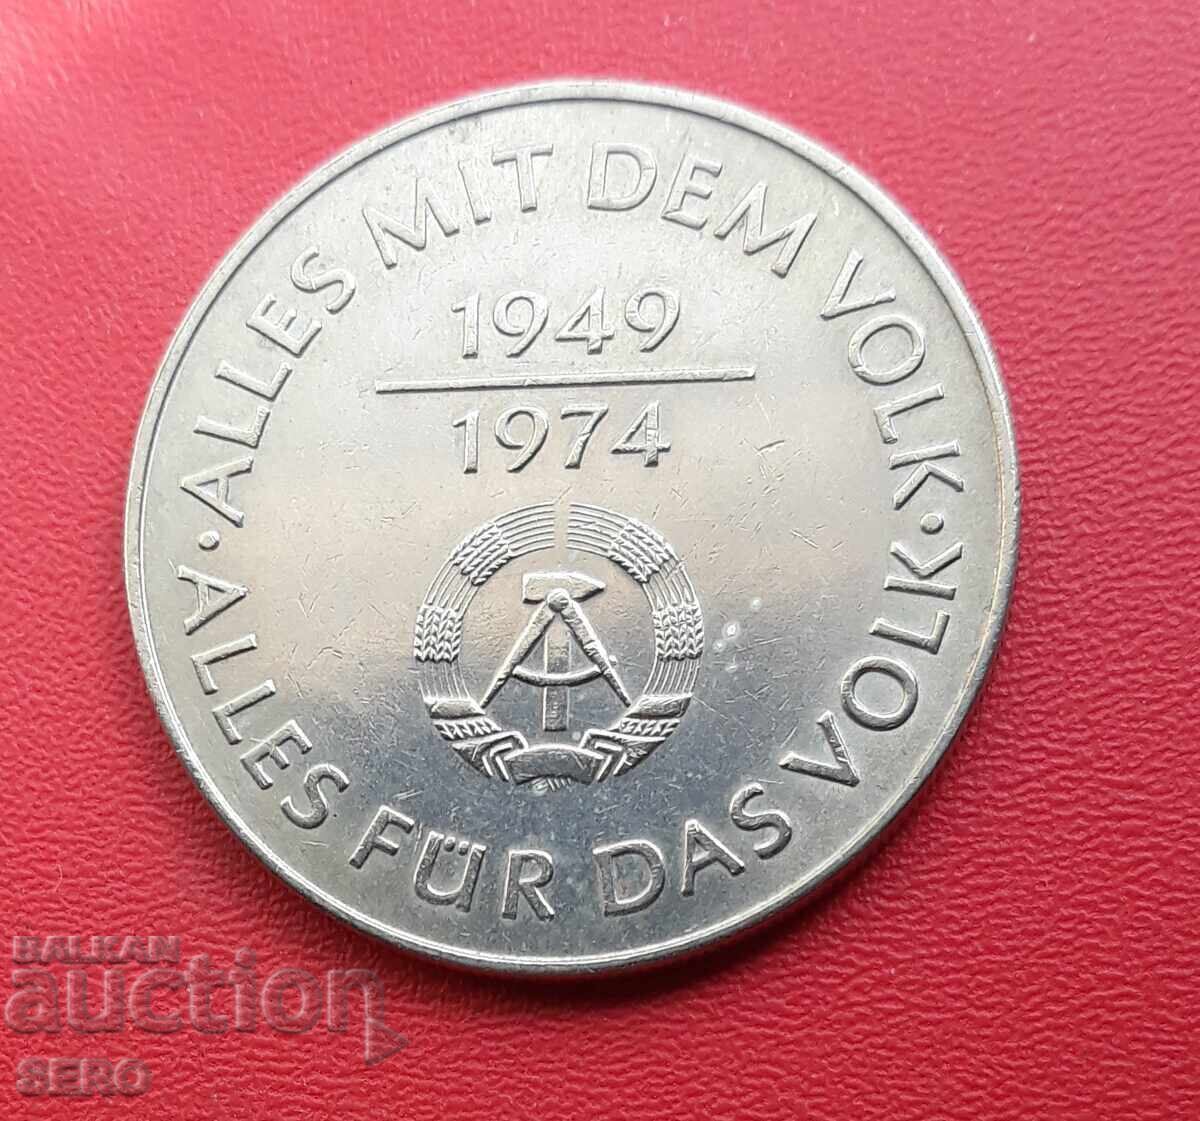 · ALLES MIT DEM VOLK ·
1949
1974
ALLES FÜR DAS VOLK
BALKAN
auction
SERO